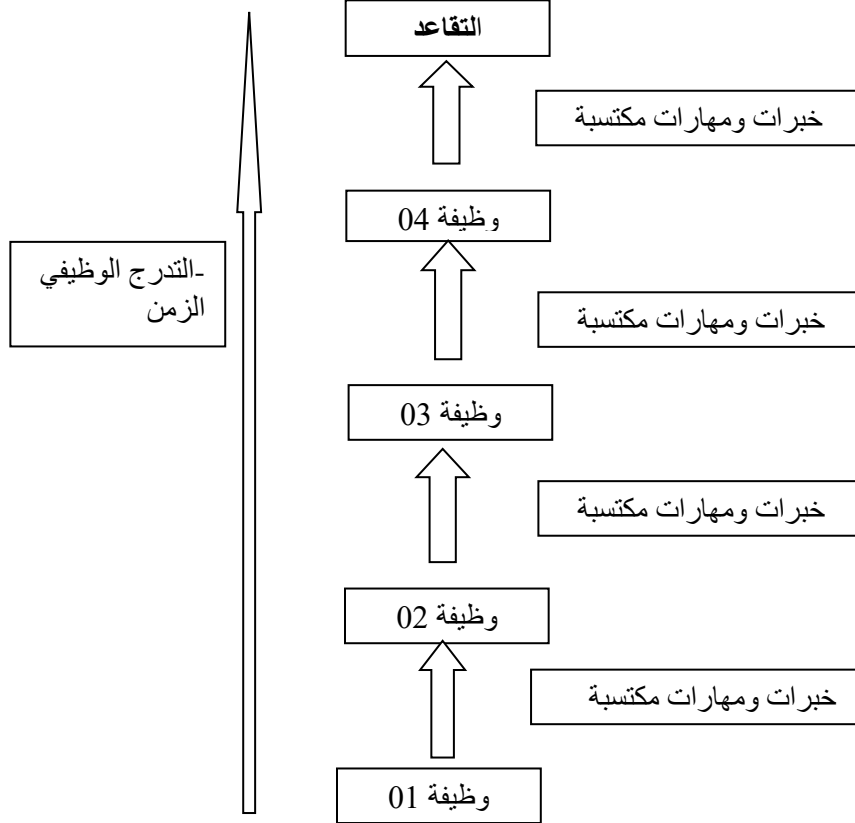 التقاعد
خبرات ومهارات مكتسبة
وظيفة 04
-التدرج الوظيفي
الزمن
خبرات ومهارات مكتسبة
وظيفة 03
خبرات ومهارات مكتسبة
وظيفة 02
خبرات ومهارات مكتسبة
وظيفة 01